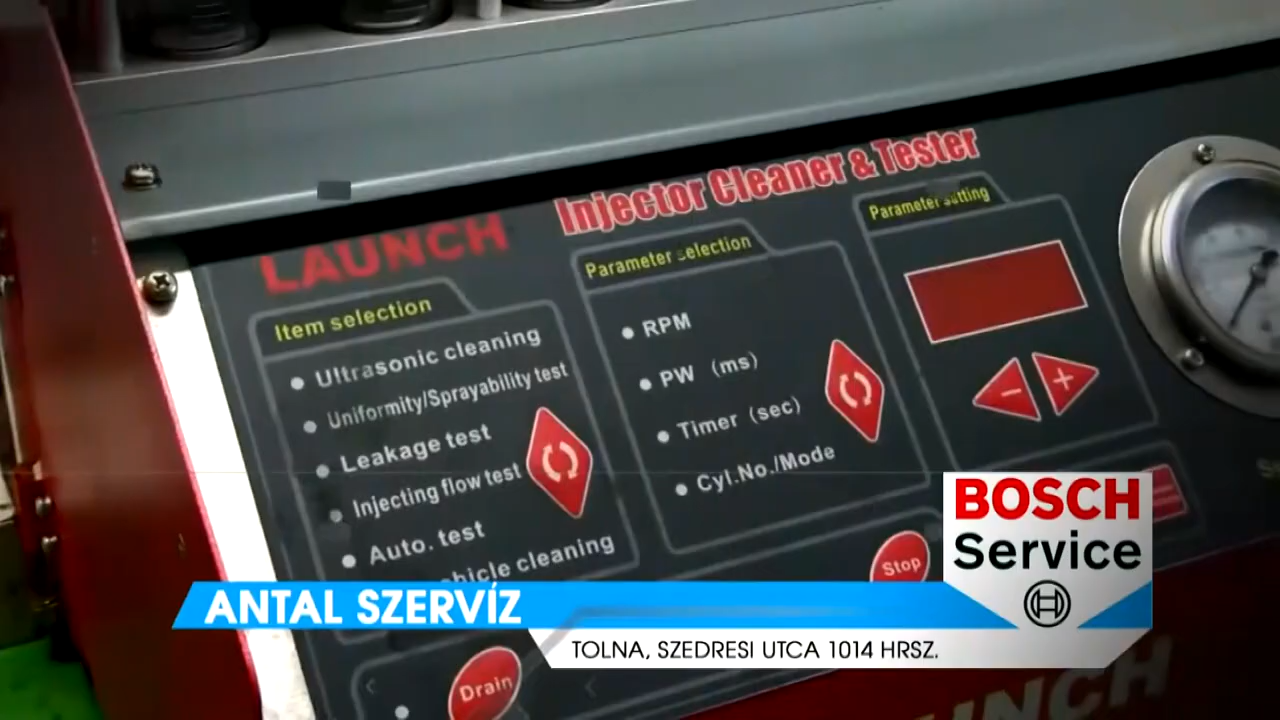 Injector Cleaner & Tester
LAUNCH
Item selection
Ultrasonic cleaning
Uniformity/Sprayability test
Leakage test
Injecting flow test
Auto. test
Parameter selection
RPM
PW (ms)
Timer (sec)
Cyl.No./Mode
Parameter setting
- +
Stop
Drain
BOSCH
Service
ANTAL SZERVÍZ
TOLNA, SZEDRESI UTCA 1014 HRSZ.